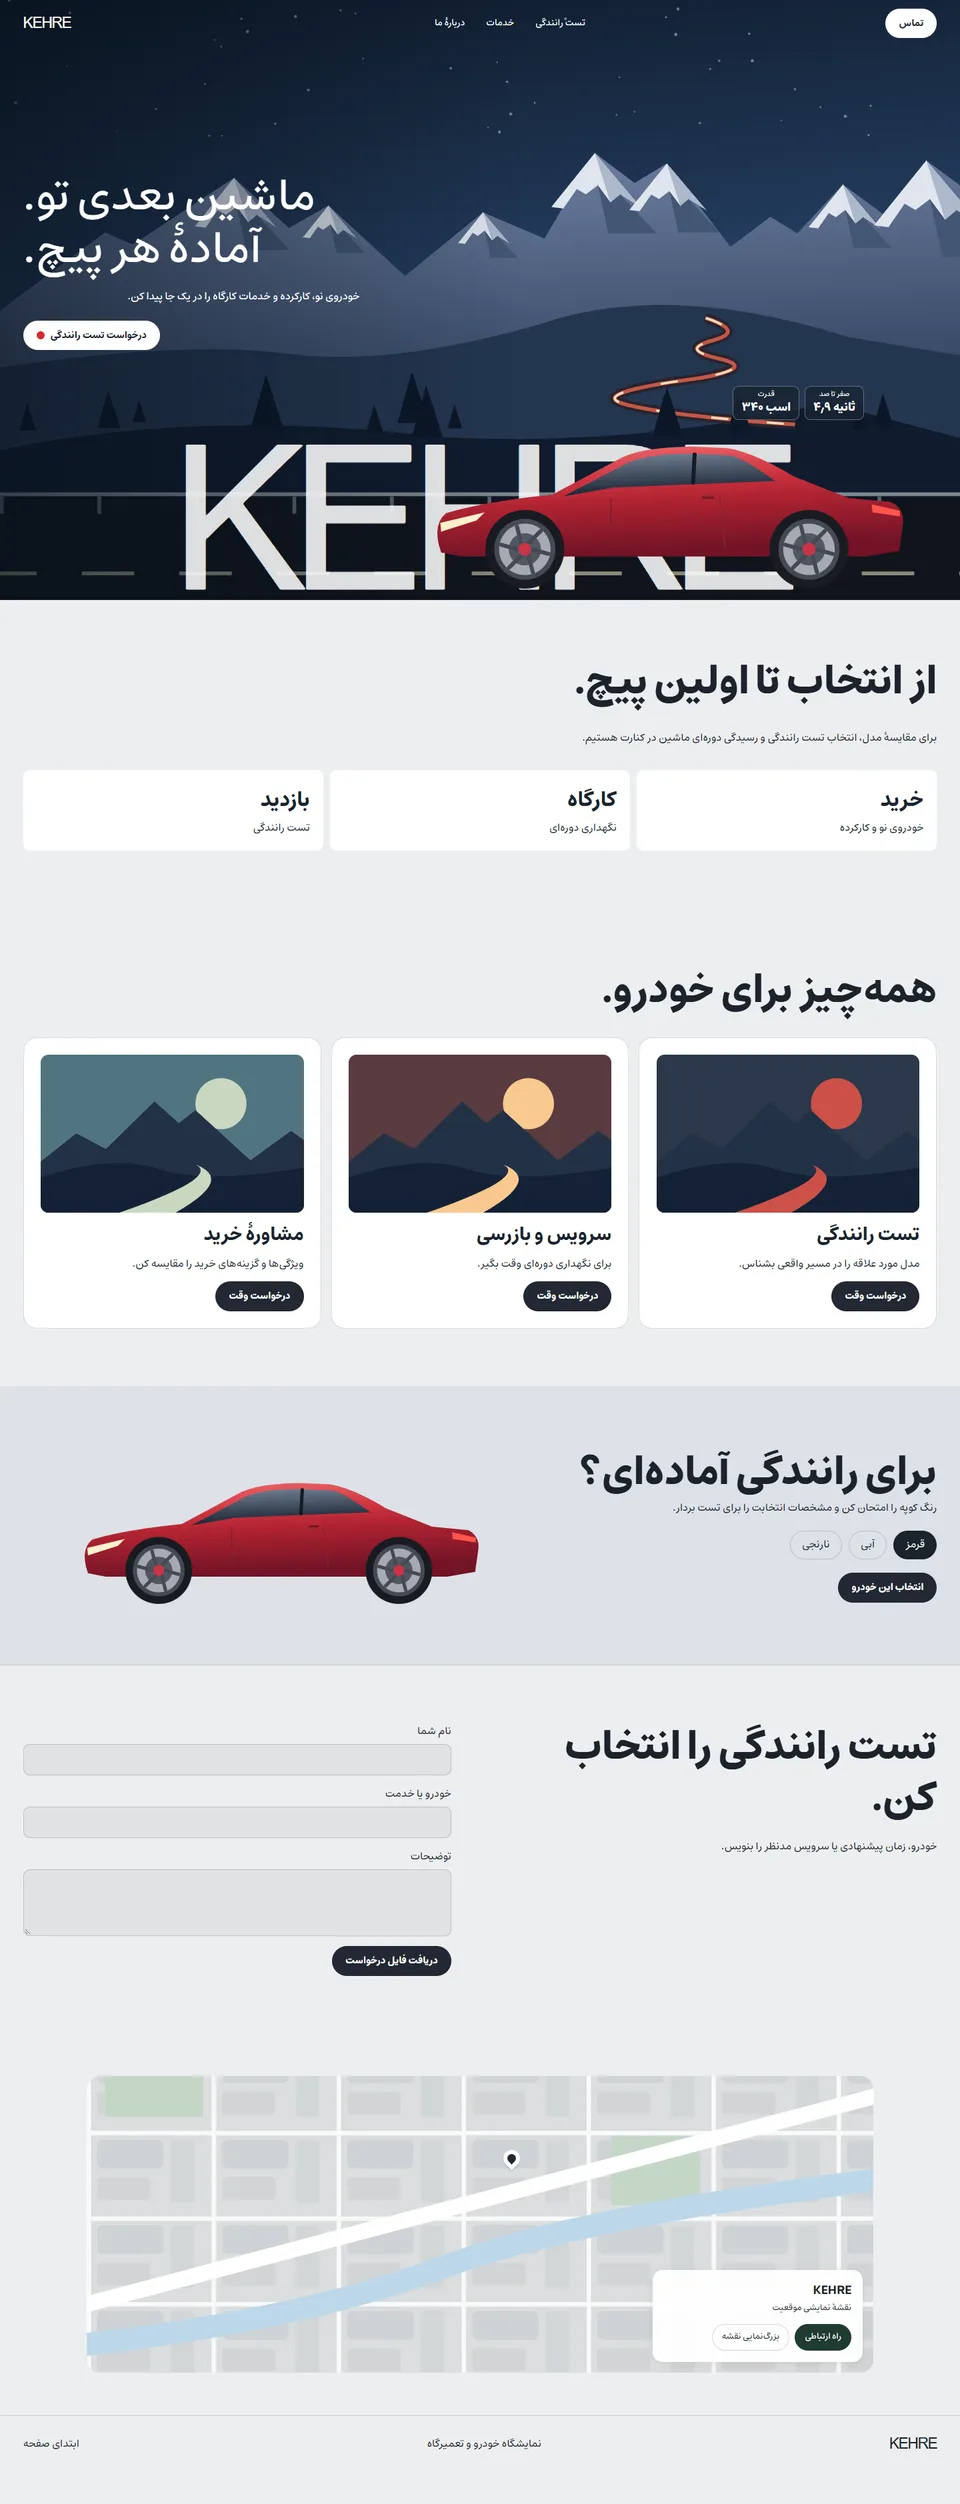 KEHRE
تست رانندگی
خدمات
دربارهٔ ما
تماس
ماشین بعدی تو.
آمادهٔ هر پیچ.
خودروی نو، کارکرده و خدمات کارگاه را در یک جا پیدا کن.
درخواست تست رانندگی
صفر تا صد
۴٫۹ ثانیه
قدرت
۳۴۰ اسب
KEHRE
از انتخاب تا اولین پیچ.
برای مقایسهٔ مدل، انتخاب تست رانندگی و رسیدگی دوره‌ای ماشین در کنارت هستیم.
خرید
خودروی نو و کارکرده
کارگاه
نگهداری دوره‌ای
بازدید
تست رانندگی
همه‌چیز برای خودرو.
تست رانندگی
مدل مورد علاقه را در مسیر واقعی بشناس.
درخواست وقت
سرویس و بازرسی
برای نگهداری دوره‌ای وقت بگیر.
درخواست وقت
مشاورهٔ خرید
ویژگی‌ها و گزینه‌های خرید را مقایسه کن.
درخواست وقت
برای رانندگی آماده‌ای؟
رنگ کوپه را امتحان کن و مشخصات انتخابت را برای تست بردار.
قرمز
آبی
نارنجی
انتخاب این خودرو
تست رانندگی را انتخاب
کن.
خودرو، زمان پیشنهادی یا سرویس مدنظر را بنویس.
نام شما
خودرو یا خدمت
توضیحات
دریافت فایل درخواست
KEHRE
نقشهٔ نمایشی موقعیت
راه ارتباطی
بزرگ‌نمایی نقشه
KEHRE
نمایشگاه خودرو و تعمیرگاه
ابتدای صفحه